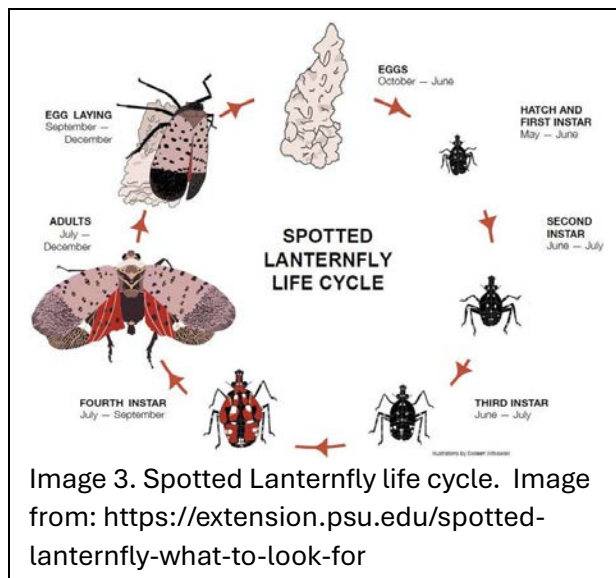 EGGS
October — June
HATCH AND
FIRST INSTAR
May — June
SECOND
INSTAR
June — July
THIRD INSTAR
June — July
FOURTH INSTAR
July — September
ADULTS
July —
December
EGG LAYING
September —
December
SPOTTED
LANTERNFLY
LIFE CYCLE
Illustrations by
Image 3. Spotted Lanternfly life cycle. Image
from: https://extension.psu.edu/spotted-
lanternfly-what-to-look-for